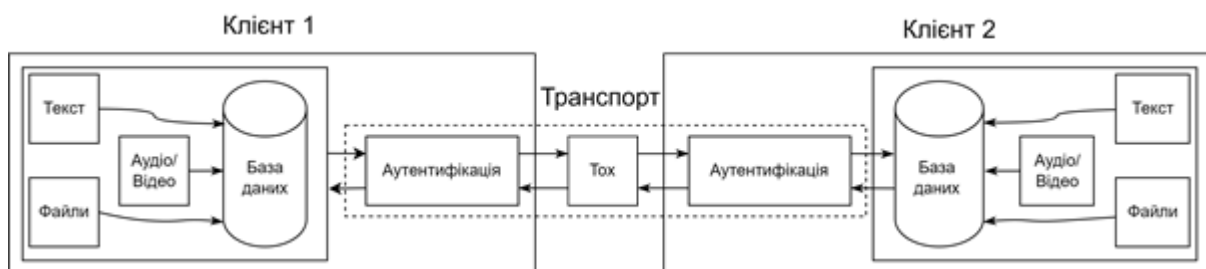 Клієнт 1
Клієнт 2
Транспорт
Текст
Аудіо/
Відео
Файли
База
даних
Аутентифікація
Tox
Аутентифікація
База
даних
Текст
Аудіо/
Відео
Файли